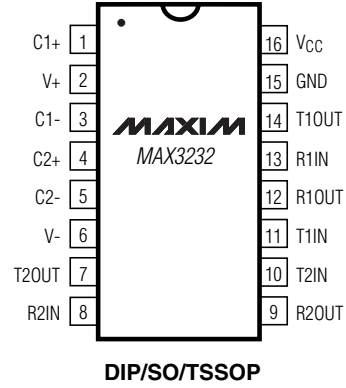 C1+ 1 16 VCC
V+ 2 15 GND
C1- 3 MAXIM 14 T1OUT
C2+ 4 MAX3232 13 R1IN
C2- 5 12 R1OUT
V- 6 11 T1IN
T2OUT 7 10 T2IN
R2IN 8 9 R2OUT
DIP/SO/TSSOP